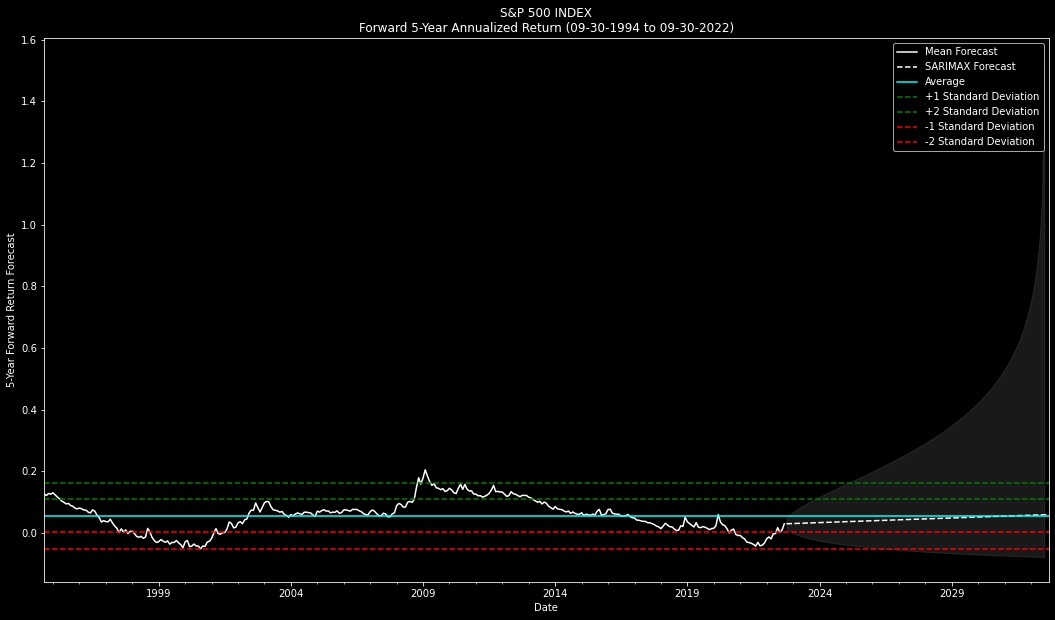 S&P 500 INDEX
Forward 5-Year Annualized Return (09-30-1994 to 09-30-2022)
Mean Forecast
SARIMAX Forecast
Average
+1 Standard Deviation
+2 Standard Deviation
-1 Standard Deviation
-2 Standard Deviation
5-Year Forward Return Forecast
1.6
1.4
1.2
1.0
0.8
0.6
0.4
0.2
0.0
1999
2004
2009
2014
2019
2024
2029
Date